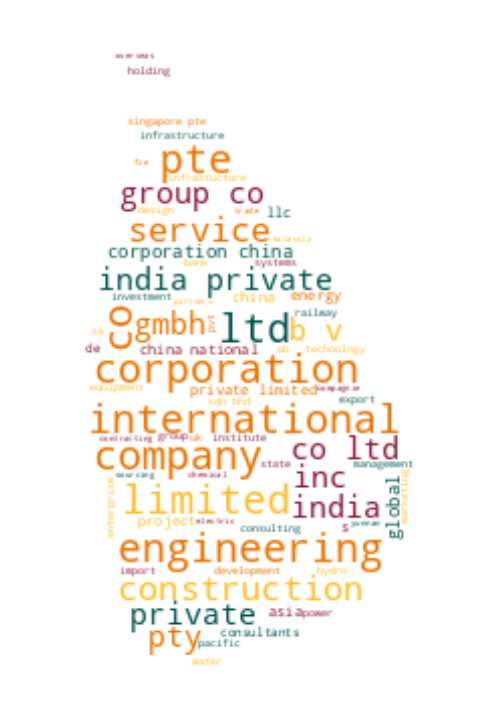 overseas
holding
singapore pte
infrastructure
fze
pte
infrastucture
group co
design
trade
llc
service
malaysia
corporation china
bank
systems
india private
investment
partners
china
energy
co
gmbh
pvt
ltd
b v
railway
sa
de
china national
ab
technology
corporation
equipment
private limited
compagnie
sdn bhd
export
international
contracting
group
uk
institute
company
co ltd
state
management
sourcing
chemical
inc
enterprise
limited
india
global
project
electric
consulting
s
yunnan
engineering
import
development
hydro
construction
private
asia
power
pty
consultants
pacific
water